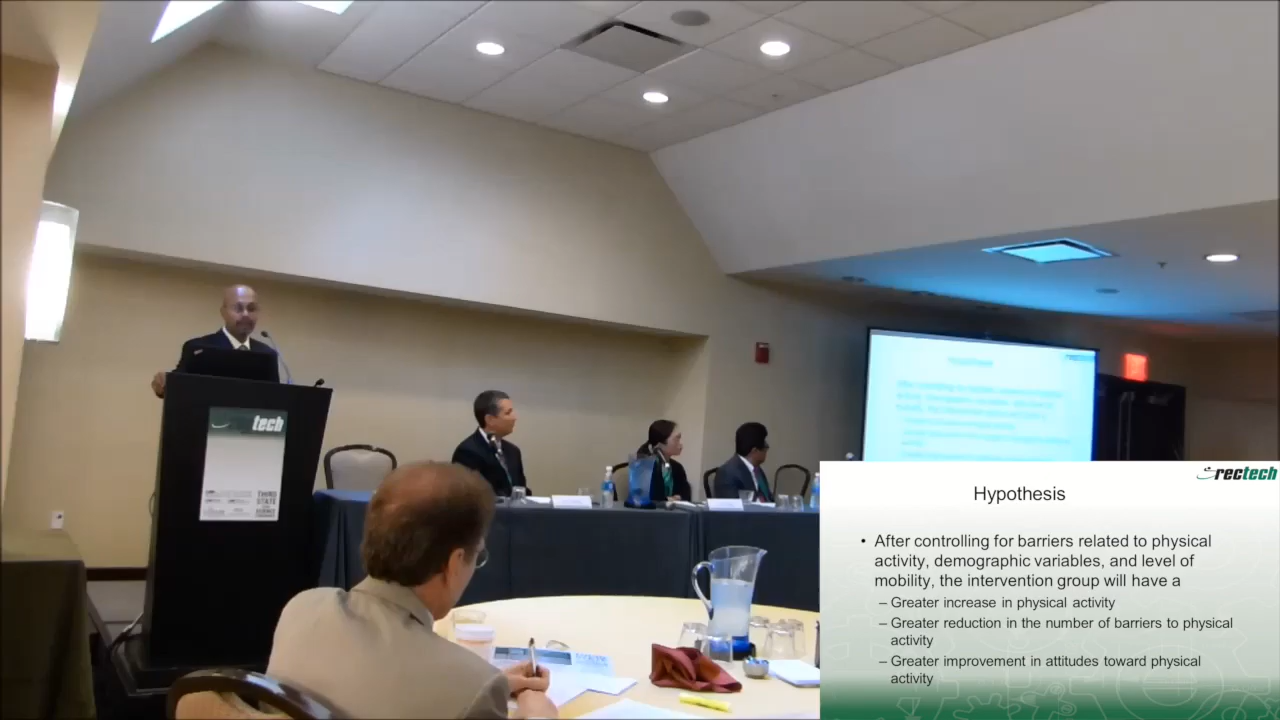 tech
THIRD
STATE
rectech
Hypothesis
• After controlling for barriers related to physical
activity, demographic variables, and level of
mobility, the intervention group will have a
– Greater increase in physical activity
– Greater reduction in the number of barriers to physical
activity
– Greater improvement in attitudes toward physical
activity